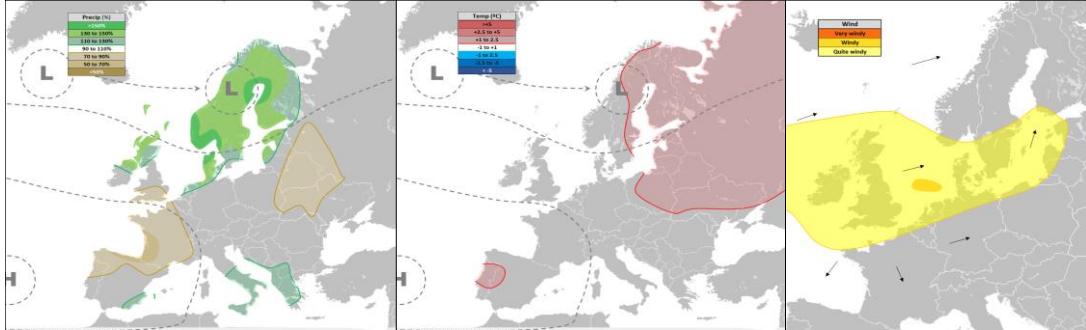 Precip (%)
>150%
130 to 150%
110 to 130%
90 to 110%
70 to 90%
50 to 70%
<50%
L
L
H
Temp (ºC)
>+5
+2.5 to +5
+1 to 2.5
-1 to +1
-1 to 2.5
-2.5 to -5
< -5
L
L
H
Wind
Very windy
Windy
Quite windy